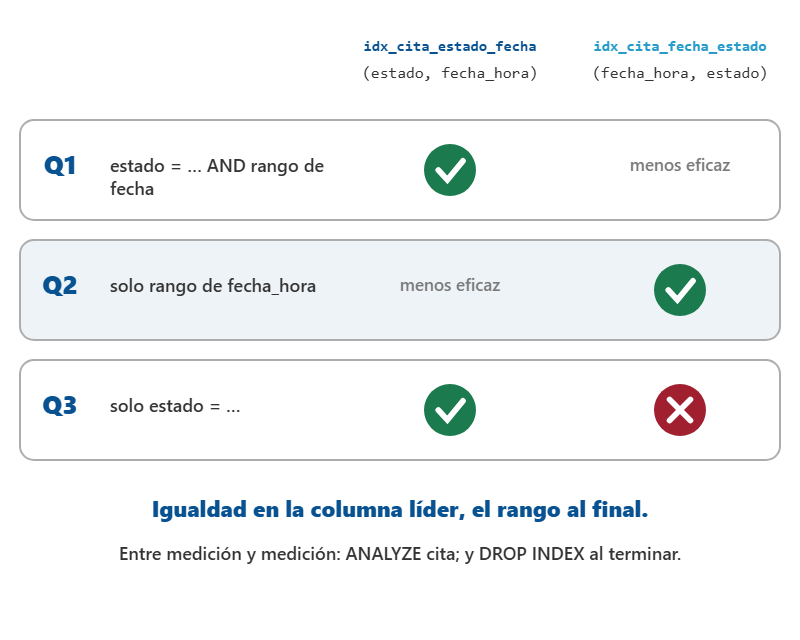 idx_cita_estado_fecha
idx_cita_fecha_estado
(estado, fecha_hora)
(fecha_hora, estado)
Q1
estado = ... AND rango de
fecha
menos eficaz
Q2
solo rango de fecha_hora
menos eficaz
Q3
solo estado = ...
Igualdad en la columna líder, el rango al final.
Entre medición y medición: ANALYZE cita; y DROP INDEX al terminar.